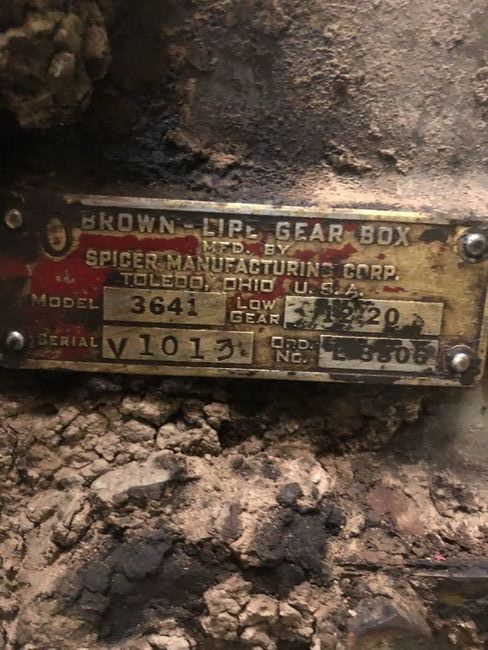 BROWN-LIPE GEAR BOX
MFD. BY
SPICER MANUFACTURING CORP.
TOLEDO, OHIO U.S.A.
MODEL 3641 LOW GEAR
SERIAL V1013 ORD. NO.